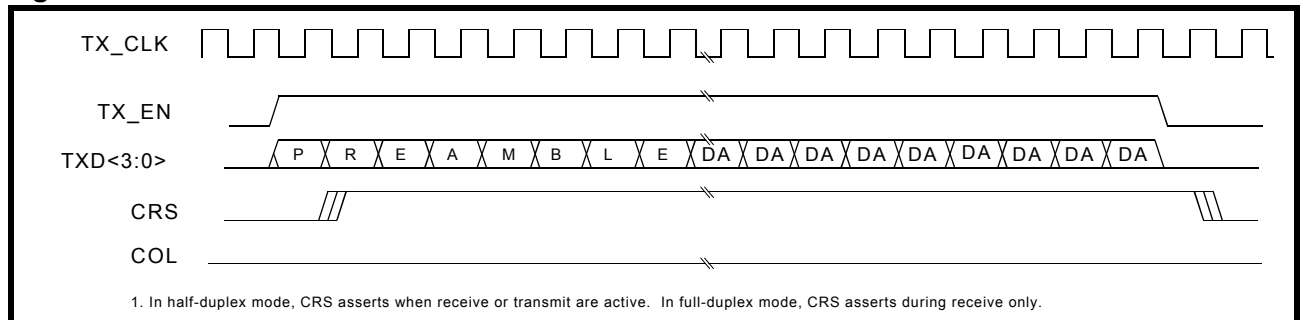 TX_CLK
TX_EN
TXD<3:0> P R E A M B L E DA DA DA DA DA DA DA DA DA
CRS
COL
1. In half-duplex mode, CRS asserts when receive or transmit are active. In full-duplex mode, CRS asserts during receive only.